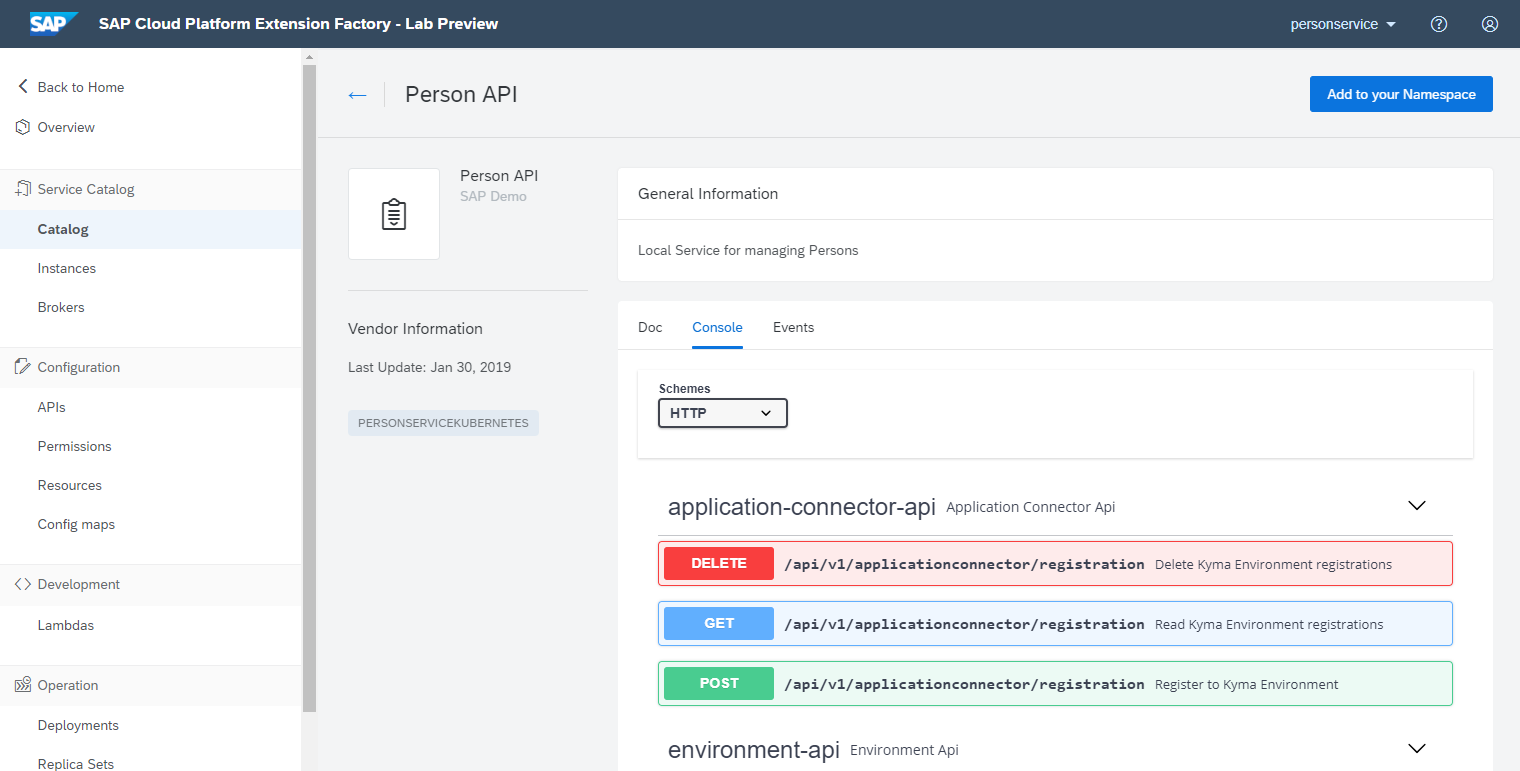 SAP SAP Cloud Platform Extension Factory - Lab Preview personservice
Back to Home
Overview
Service Catalog
Catalog
Instances
Brokers
Configuration
APIs
Permissions
Resources
Config maps
Development
Lambdas
Operation
Deployments
Replica Sets
Person API
Add to your Namespace
Person API
SAP Demo
Vendor Information
Last Update: Jan 30, 2019
PERSONSERVICEKUBERNETES
General Information
Local Service for managing Persons
Doc Console Events
Schemes
HTTP
application-connector-api Application Connector Api
DELETE /api/v1/applicationconnector/registration Delete Kyma Environment registrations
GET /api/v1/applicationconnector/registration Read Kyma Environment registrations
POST /api/v1/applicationconnector/registration Register to Kyma Environment
environment-api Environment Api